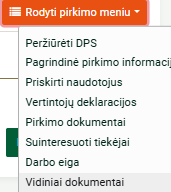 Rodyti pirkimo meniu
Peržiūrėti DPS
Pagrindinė pirkimo informacij
Priskirti naudotojus
Vertintojų deklaracijos
Pirkimo dokumentai
Suinteresuoti tiekėjai
Darbo eiga
Vidiniai dokumentai